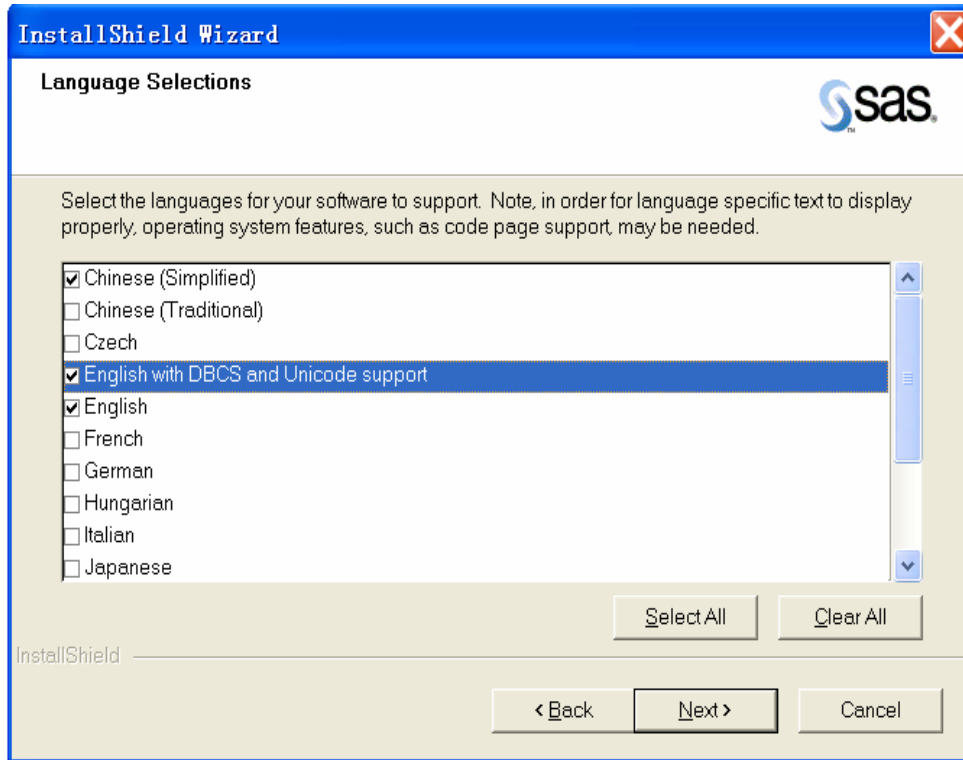 InstallShield Wizard
Language Selections
sas.
TM
Select the languages for your software to support. Note, in order for language specific text to display
properly, operating system features, such as code page support, may be needed.
Chinese (Simplified)
Chinese (Traditional)
Czech
English with DBCS and Unicode support
English
French
German
Hungarian
Italian
Japanese
Select All
Clear All
InstallShield
< Back
Next >
Cancel